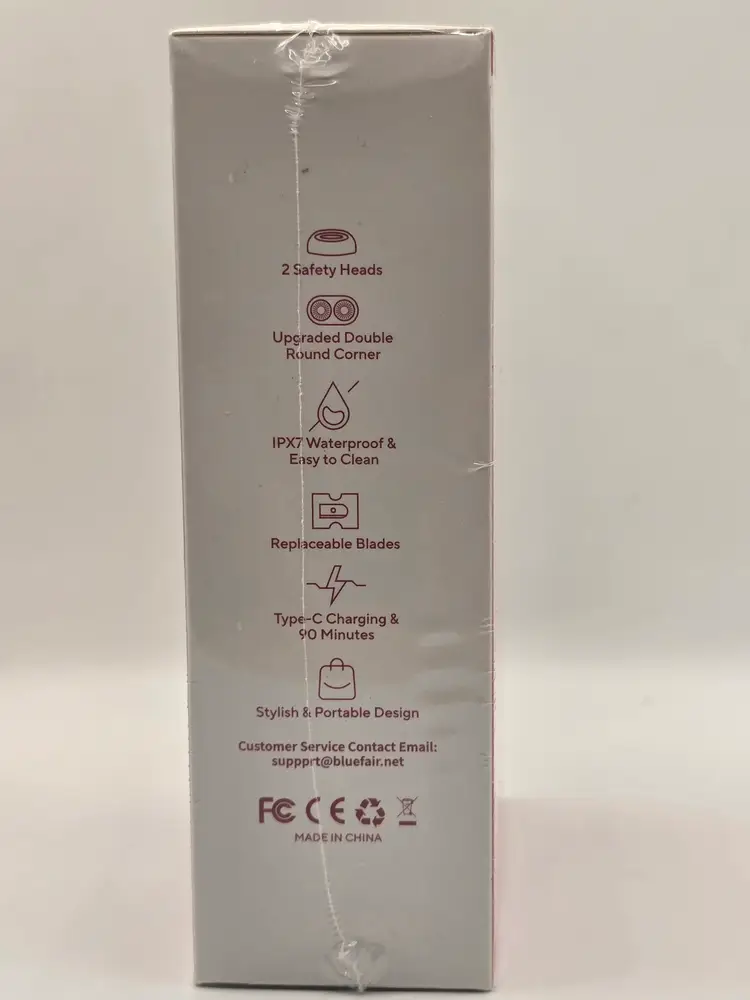 2 Safety Heads
Upgraded Double
Round Corner
IPX7 Waterproof &
Easy to Clean
Replaceable Blades
Type-C Charging &
90 Minutes
Stylish & Portable Design
Customer Service Contact Email:
suppprt@bluefair.net
FC CE
MADE IN CHINA